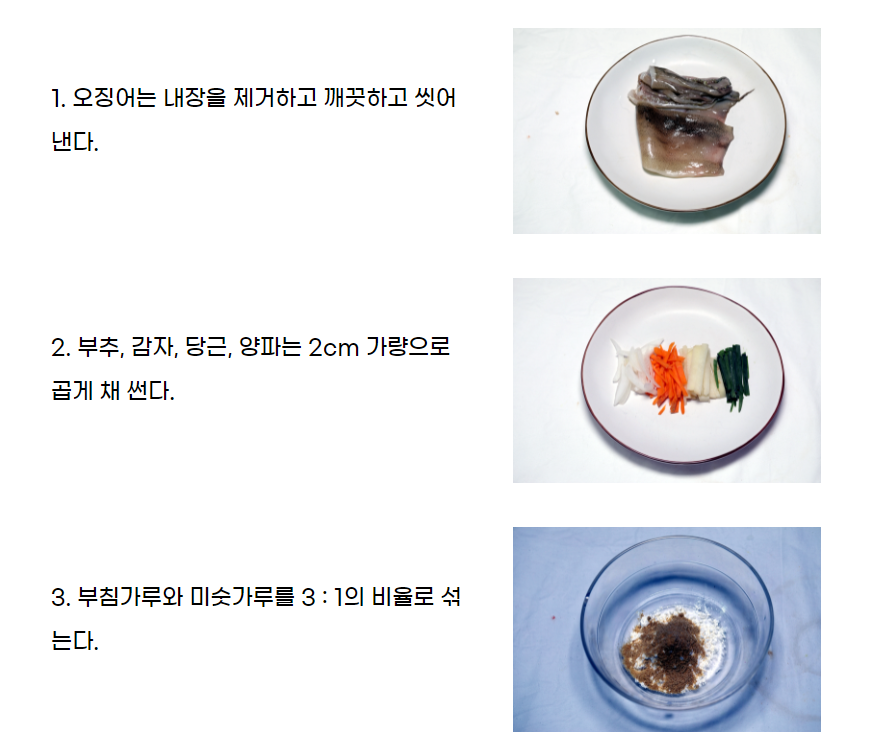 1. 오징어는 내장을 제거하고 깨끗하고 씻어
낸다.
2. 부추, 감자, 당근, 양파는 2cm 가량으로
곱게 채 썬다.
3. 부침가루와 미숫가루를 3 : 1의 비율로 섞
는다.